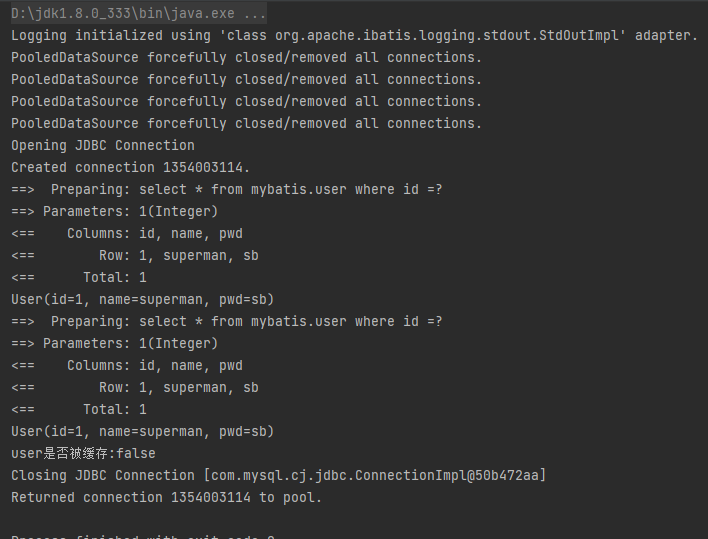 D:\jdk1.8.0_333\bin\java.exe ...
Logging initialized using 'class org.apache.ibatis.logging.stdout.StdOutImpl' adapter.
PooledDataSource forcefully closed/removed all connections.
PooledDataSource forcefully closed/removed all connections.
PooledDataSource forcefully closed/removed all connections.
PooledDataSource forcefully closed/removed all connections.
Opening JDBC Connection
Created connection 1354003114.
==>  Preparing: select * from mybatis.user where id =?
==> Parameters: 1(Integer)
<==    Columns: id, name, pwd
<==        Row: 1, superman, sb
<==      Total: 1
User(id=1, name=superman, pwd=sb)
==>  Preparing: select * from mybatis.user where id =?
==> Parameters: 1(Integer)
<==    Columns: id, name, pwd
<==        Row: 1, superman, sb
<==      Total: 1
User(id=1, name=superman, pwd=sb)
user是否被缓存:false
Closing JDBC Connection [com.mysql.cj.jdbc.ConnectionImpl@50b472aa]
Returned connection 1354003114 to pool.
Process finished with exit code